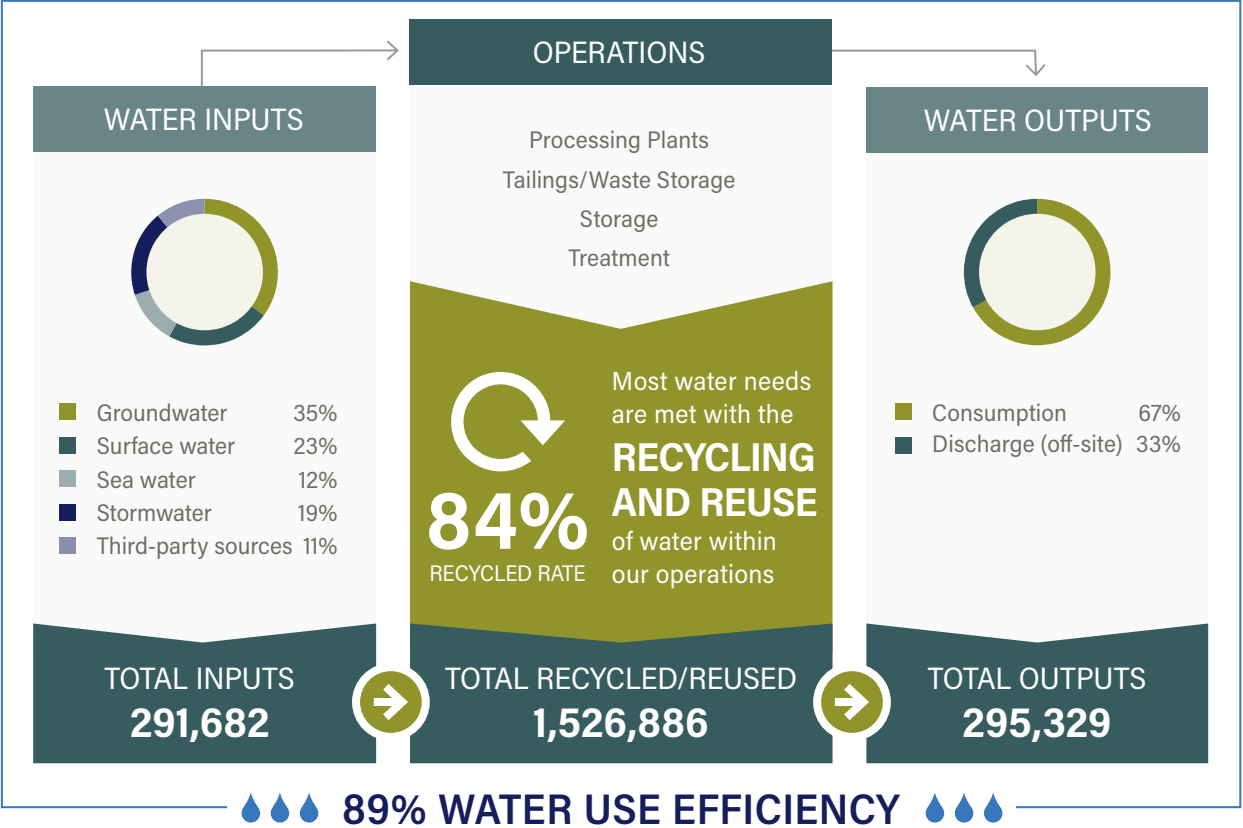 OPERATIONS
WATER INPUTS
WATER OUTPUTS
Processing Plants
Tailings/Waste Storage
Storage
Treatment
Groundwater 35%
Surface water 23%
Sea water 12%
Stormwater 19%
Third-party sources 11%
84%
RECYCLED RATE
Most water needs
are met with the
RECYCLING
AND REUSE
of water within
our operations
Consumption 67%
Discharge (off-site) 33%
TOTAL INPUTS
291,682
TOTAL RECYCLED/REUSED
1,526,886
TOTAL OUTPUTS
295,329
89% WATER USE EFFICIENCY